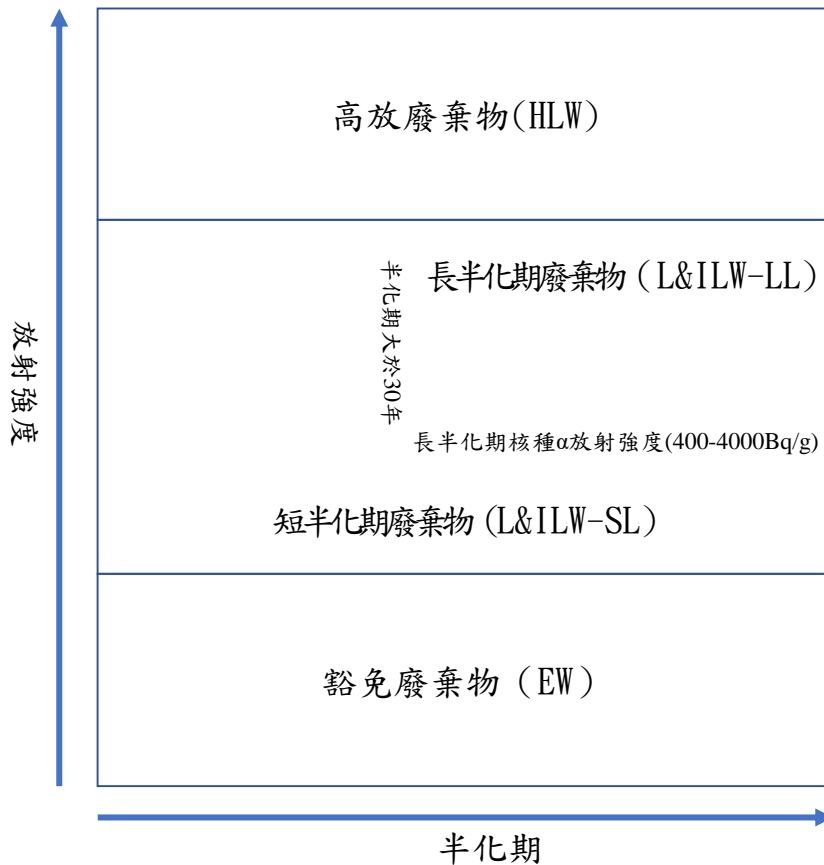 高放廢棄物(HLW)
長半化期廢棄物（L&ILW-LL）
半化期大於30年
長半化期核種α放射強度(400-4000Bq/g)
短半化期廢棄物(L&ILW-SL)
豁免廢棄物（EW）
放射強度
半化期